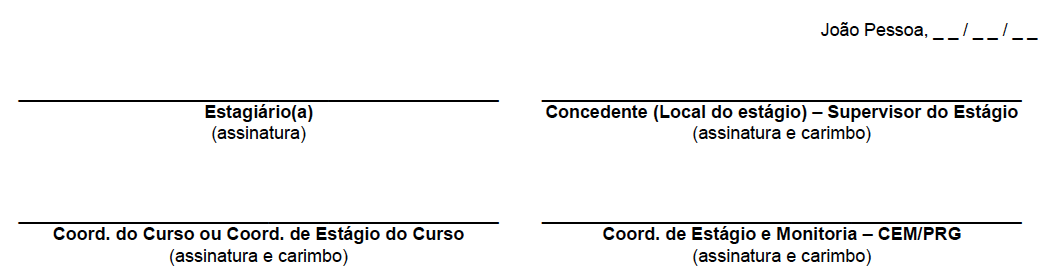 João Pessoa, _ _ / _ _ / _ _
Estagiário(a)
(assinatura)
Concedente (Local do estágio) – Supervisor do Estágio
(assinatura e carimbo)
Coord. do Curso ou Coord. de Estágio do Curso
(assinatura e carimbo)
Coord. de Estágio e Monitoria – CEM/PRG
(assinatura e carimbo)